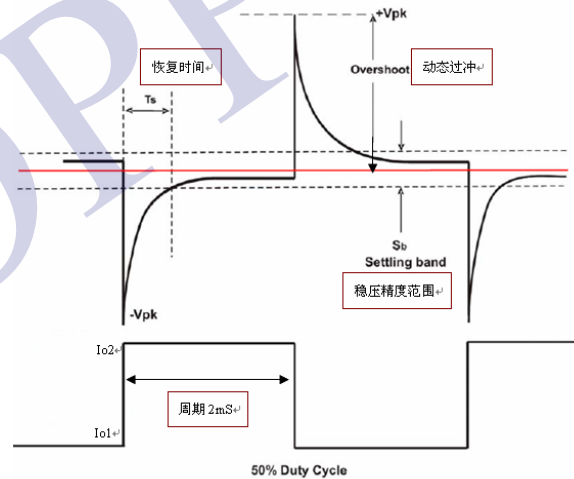 +Vpk
恢复时间
Overshoot
动态过冲
Ts
Sb
Settling band
稳压精度范围
-Vpk
Io2
周期 2mS
Io1
50% Duty Cycle